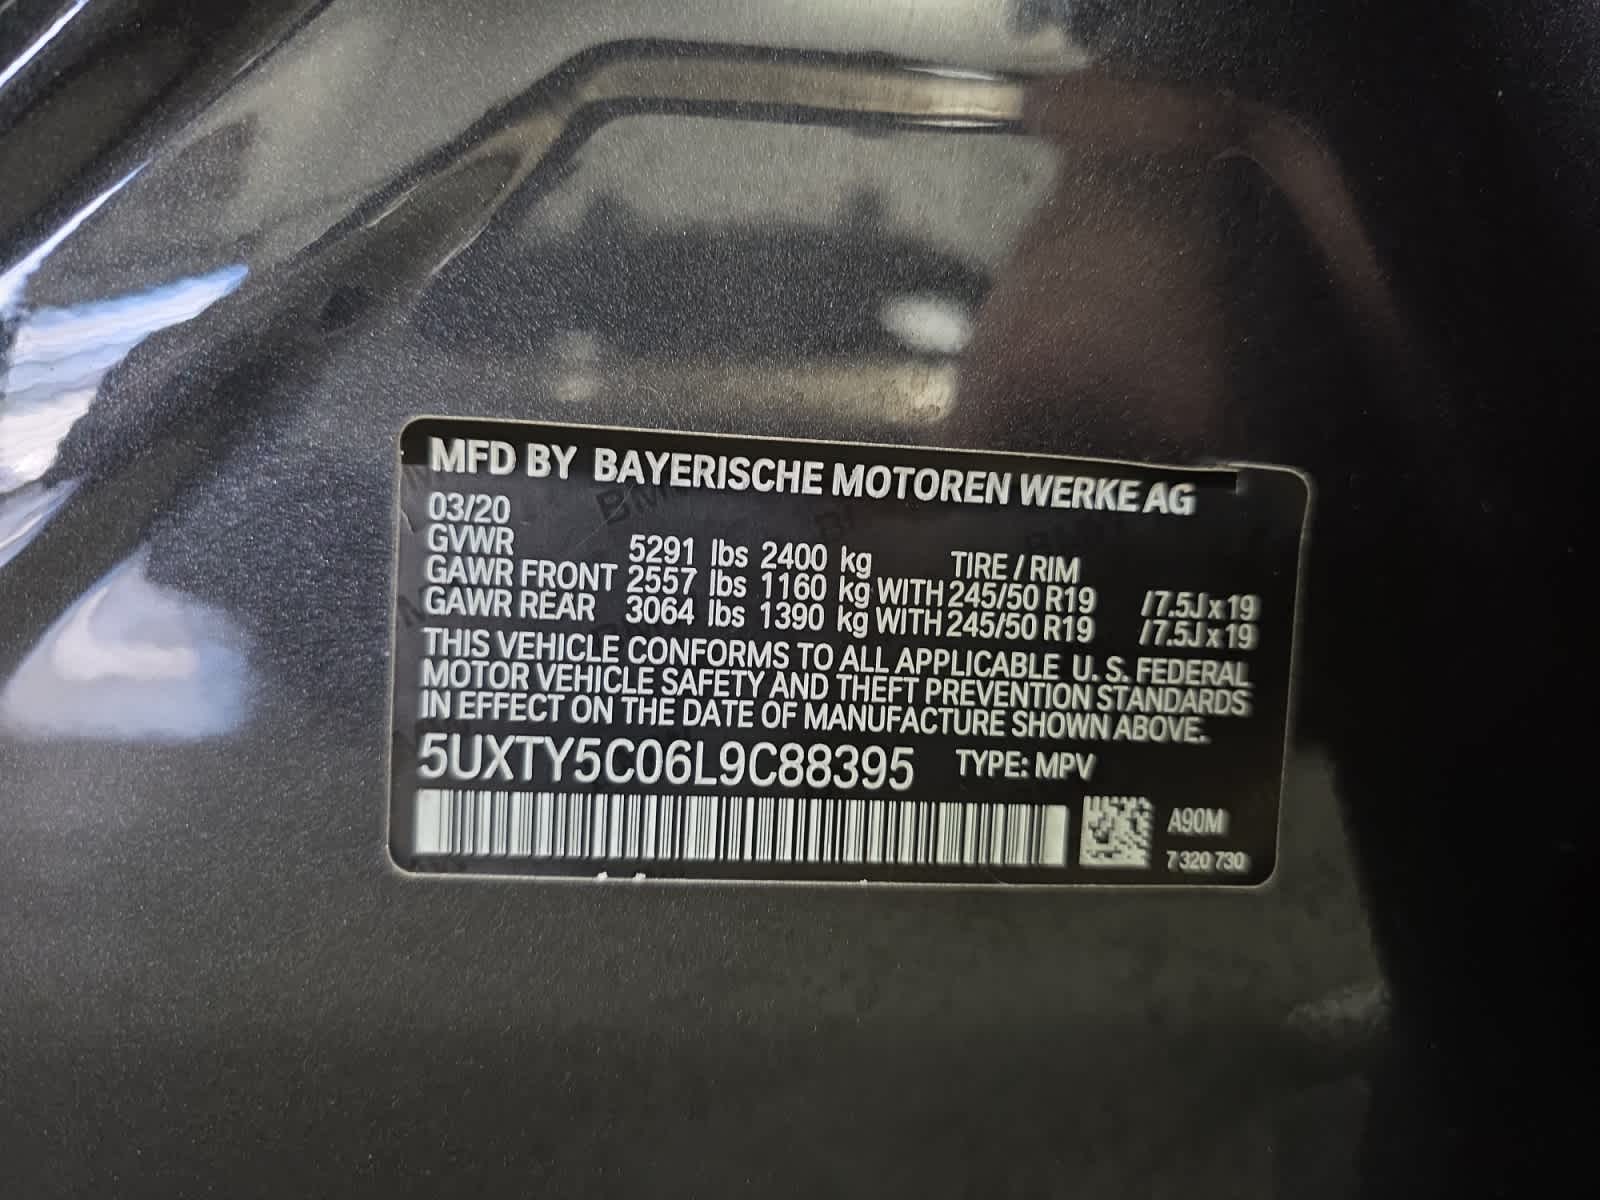 MFD BY BAYERISCHE MOTOREN WERKE AG
03/20
GVWR 5291 lbs 2400 kg TIRE / RIM
GAWR FRONT 2557 lbs 1160 kg WITH 245/50 R19 / 7.5J x 19
GAWR REAR 3064 lbs 1390 kg WITH 245/50 R19 / 7.5J x 19
THIS VEHICLE CONFORMS TO ALL APPLICABLE U. S. FEDERAL
MOTOR VEHICLE SAFETY AND THEFT PREVENTION STANDARDS
IN EFFECT ON THE DATE OF MANUFACTURE SHOWN ABOVE.
5UXTY5C06L9C88395 TYPE: MPV
A90M
7 320 730